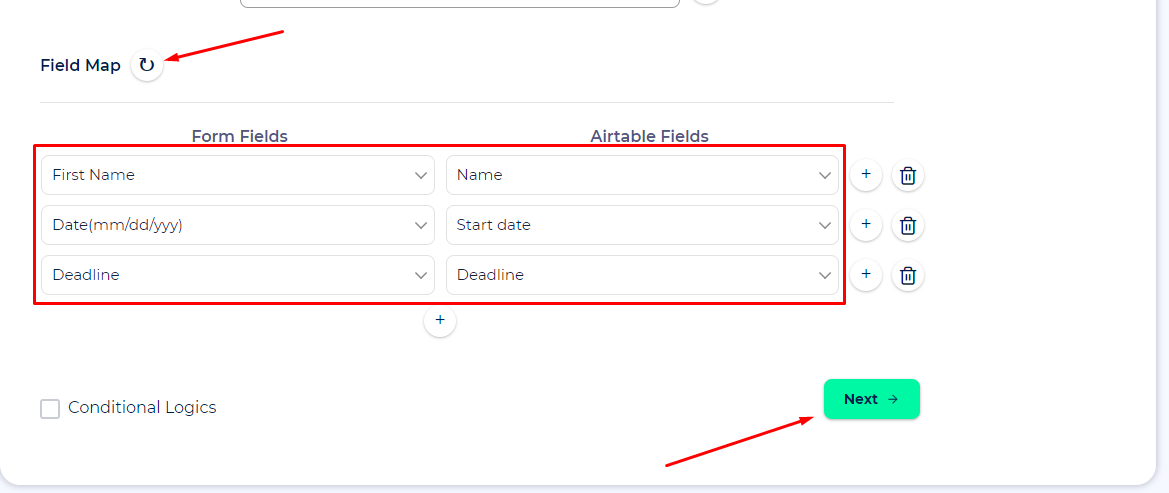 Field Map
Form Fields Airtable Fields
First Name Name
Date(mm/dd/yyy) Start date
Deadline Deadline
Conditional Logics
Next